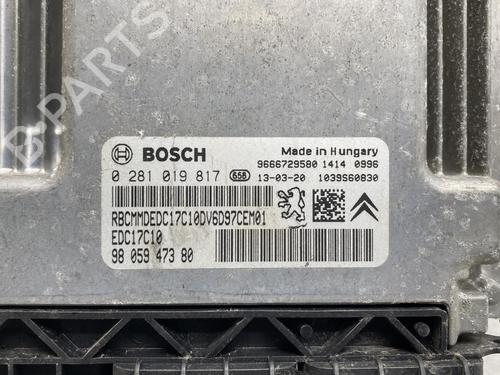 BOSCH
Made in Hungary
9666729580 1414 0996
0 281 019 817 658 13-03-20 1039S60830
RBCMMDEDC17C10DV6D97CEM01
EDC17C10
98 059 473 80